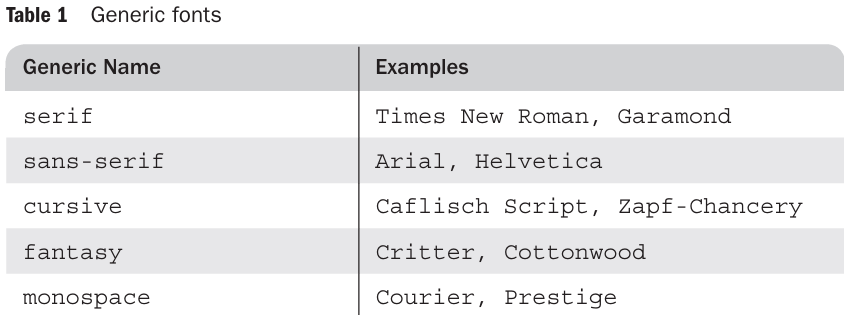 Table 1 Generic fonts
Generic Name Examples
serif Times New Roman, Garamond
sans-serif Arial, Helvetica
cursive Caflisch Script, Zapf-Chancery
fantasy Critter, Cottonwood
monospace Courier, Prestige